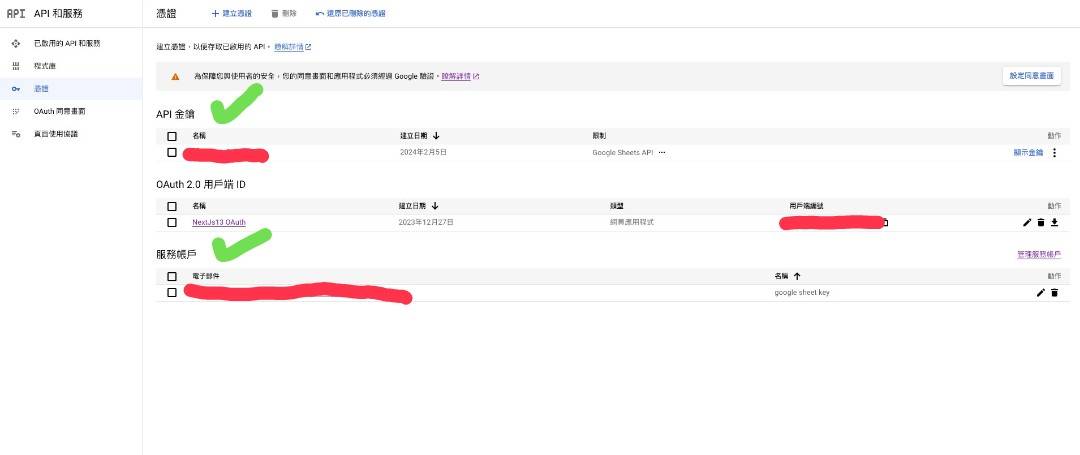 API API 和服務
已啟用的 API 和服務
程式庫
憑證
OAuth 同意畫面
頁面使用協議
憑證 + 建立憑證 刪除 還原已刪除的憑證
建立憑證，以便存取已啟用的 API。 瞭解詳情
為保障您與使用者的安全，您的同意畫面和應用程式必須經過 Google 驗證。瞭解詳情 設定同意畫面
API 金鑰
名稱 建立日期 限制 動作
2024年2月5日 Google Sheets API 顯示金鑰
OAuth 2.0 用戶端 ID
名稱 建立日期 類型 用戶端編號 動作
NextJs13 OAuth 2023年12月27日 網頁應用程式
服務帳戶 管理服務帳戶
電子郵件 名稱 動作
google sheet key